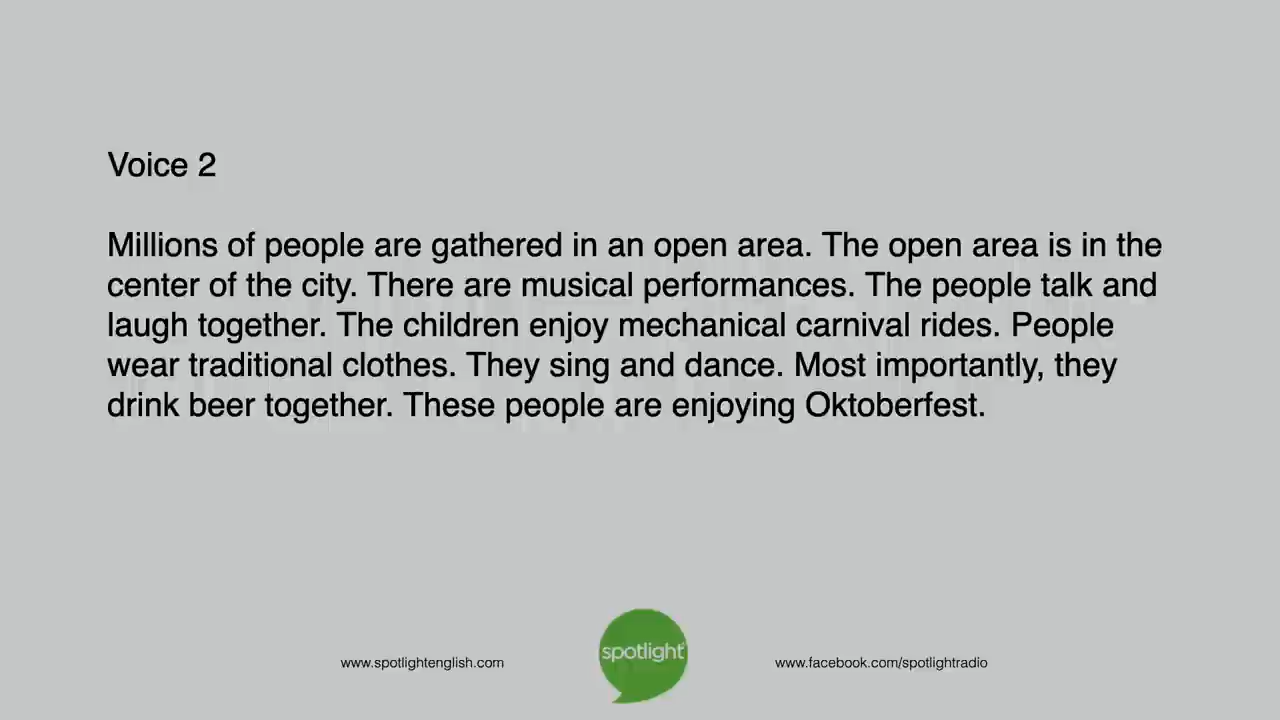 Voice 2
Millions of people are gathered in an open area. The open area is in the
center of the city. There are musical performances. The people talk and
laugh together. The children enjoy mechanical carnival rides. People
wear traditional clothes. They sing and dance. Most importantly, they
drink beer together. These people are enjoying Oktoberfest.
spotlight
www.spotlightenglish.com
www.facebook.com/spotlightradio